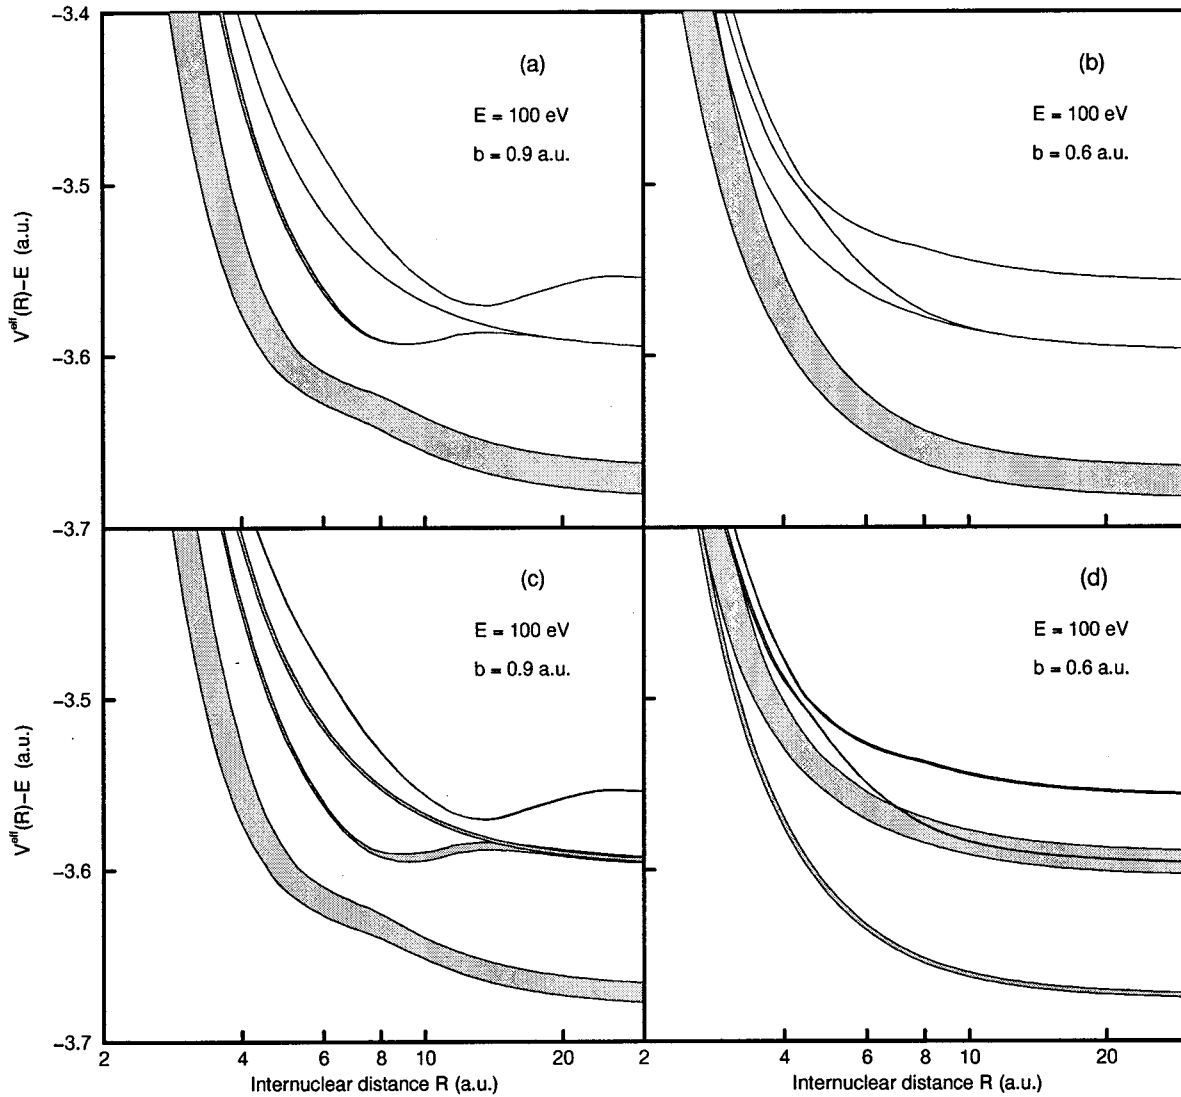 −3.4
(a)
(b)
E = 100 eV
E = 100 eV
b = 0.9 a.u.
b = 0.6 a.u.
−3.5
V^eff(R)−E (a.u.)
−3.6
−3.7
(c)
(d)
E = 100 eV
E = 100 eV
b = 0.9 a.u.
b = 0.6 a.u.
−3.5
V^eff(R)−E (a.u.)
−3.6
−3.7
2 4 6 8 10 20 2 4 6 8 10 20
Internuclear distance R (a.u.) Internuclear distance R (a.u.)